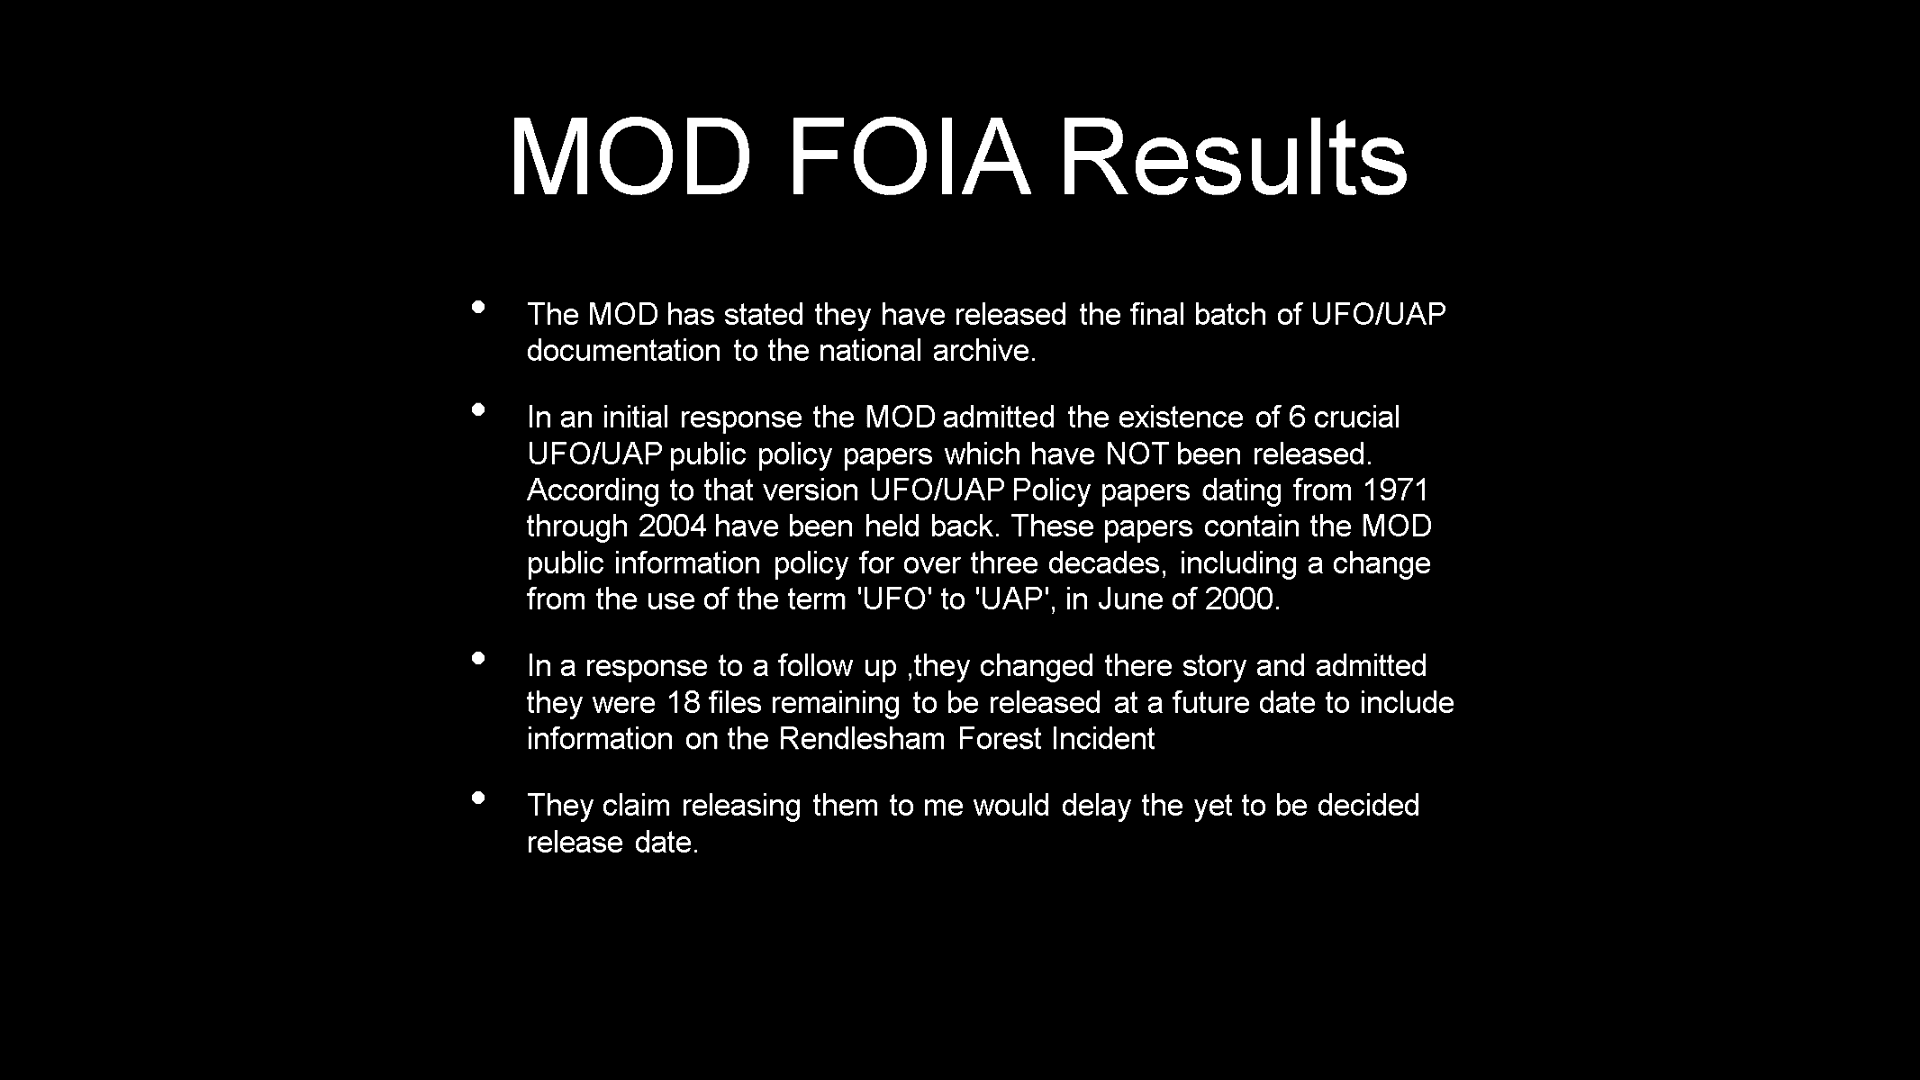 MOD FOIA Results
• The MOD has stated they have released the final batch of UFO/UAP
documentation to the national archive.
• In an initial response the MOD admitted the existence of 6 crucial
UFO/UAP public policy papers which have NOT been released.
According to that version UFO/UAP Policy papers dating from 1971
through 2004 have been held back. These papers contain the MOD
public information policy for over three decades, including a change
from the use of the term 'UFO' to 'UAP', in June of 2000.
• In a response to a follow up ,they changed there story and admitted
they were 18 files remaining to be released at a future date to include
information on the Rendlesham Forest Incident
• They claim releasing them to me would delay the yet to be decided
release date.